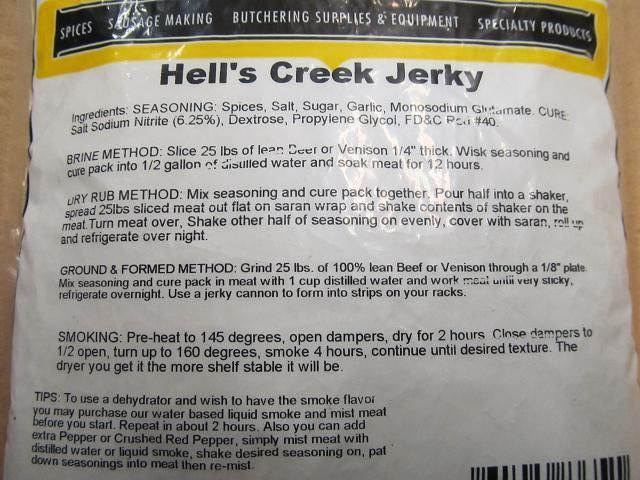 SPICES SAUSAGE MAKING BUTCHERING SUPPLIES & EQUIPMENT SPECIALTY PRODUCTS
Hell's Creek Jerky
Ingredients: SEASONING: Spices, Salt, Sugar, Garlic, Monosodium Glutamate. CURE:
Salt Sodium Nitrite (6.25%), Dextrose, Propylene Glycol, FD&C Red #40.
BRINE METHOD: Slice 25 lbs of lean Beef or Venison 1/4" thick. Wisk seasoning and
cure pack into 1/2 gallon of distilled water and soak meat for 12 hours.
DRY RUB METHOD: Mix seasoning and cure pack together. Pour half into a shaker,
spread 25lbs sliced meat out flat on saran wrap and shake contents of shaker on the
meat. Turn meat over, Shake other half of seasoning on evenly, cover with saran, roll up
and refrigerate over night.
GROUND & FORMED METHOD: Grind 25 lbs. of 100% lean Beef or Venison through a 1/8" plate.
Mix seasoning and cure pack in meat with 1 cup distilled water and work meat until very sticky,
refrigerate overnight. Use a jerky cannon to form into strips on your racks.
SMOKING: Pre-heat to 145 degrees, open dampers, dry for 2 hours. Close dampers to
1/2 open, turn up to 160 degrees, smoke 4 hours, continue until desired texture. The
dryer you get it the more shelf stable it will be.
TIPS: To use a dehydrator and wish to have the smoke flavor
you may purchase our water based liquid smoke and mist meat
before you start. Repeat in about 2 hours. Also you can add
extra Pepper or Crushed Red Pepper, simply mist meat with
distilled water or liquid smoke, shake desired seasoning on, pat
down seasonings into meat then re-mist.